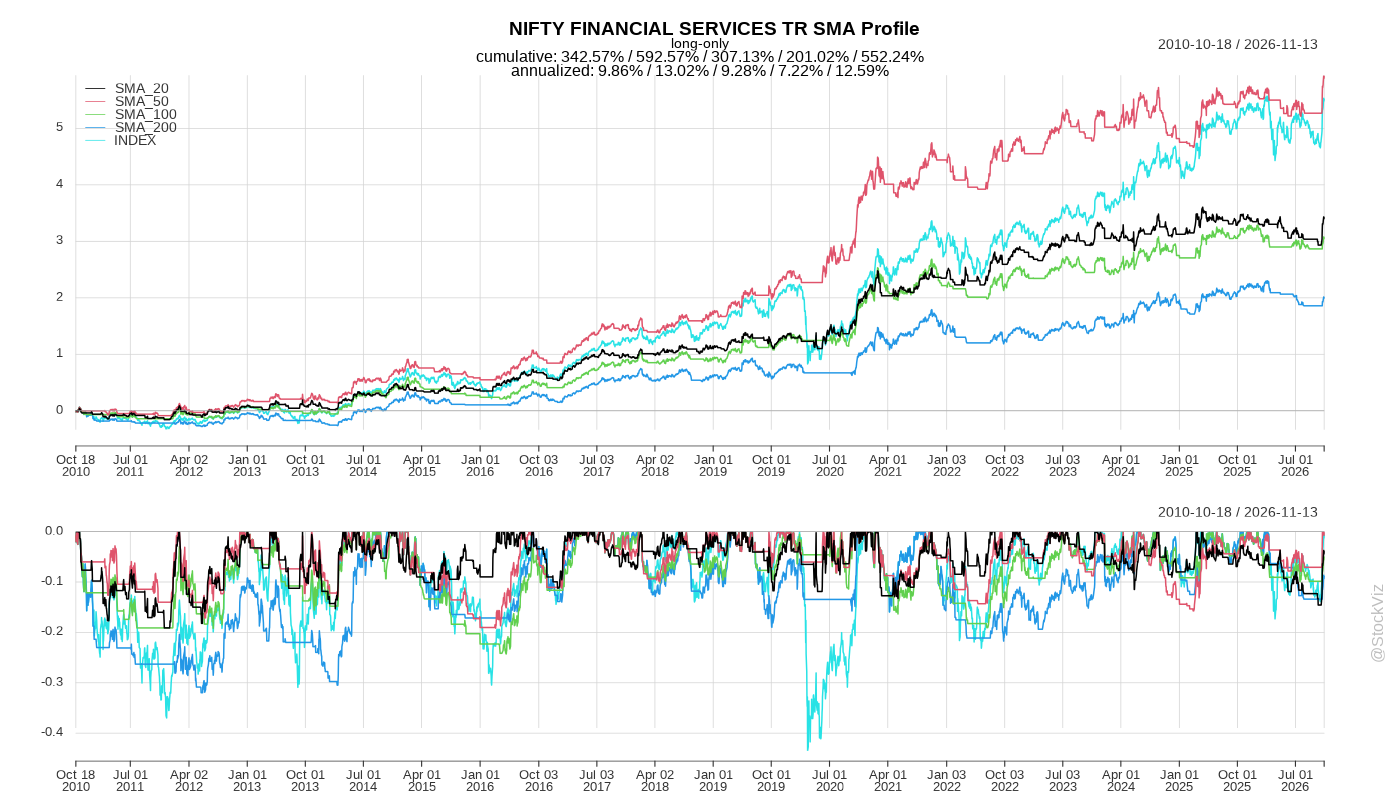 NIFTY FINANCIAL SERVICES TR SMA Profile
long-only
cumulative: 342.57% / 592.57% / 307.13% / 201.02% / 552.24%
annualized: 9.86% / 13.02% / 9.28% / 7.22% / 12.59%
2010-10-18 / 2026-11-13
SMA_20
SMA_50
SMA_100
SMA_200
INDEX
5
4
3
2
1
0
Oct 18 Jul 01 Apr 02 Jan 01 Oct 01 Jul 01 Apr 01 Jan 01 Oct 03 Jul 03 Apr 02 Jan 01 Oct 01 Jul 01 Apr 01 Jan 03 Oct 03 Jul 03 Apr 01 Jan 01 Oct 01 Jul 01
2010 2011 2012 2013 2013 2014 2015 2016 2016 2017 2018 2019 2019 2020 2021 2022 2022 2023 2024 2025 2025 2026
2010-10-18 / 2026-11-13
0.0
-0.1
-0.2
-0.3
-0.4
Oct 18 Jul 01 Apr 02 Jan 01 Oct 01 Jul 01 Apr 01 Jan 01 Oct 03 Jul 03 Apr 02 Jan 01 Oct 01 Jul 01 Apr 01 Jan 03 Oct 03 Jul 03 Apr 01 Jan 01 Oct 01 Jul 01
2010 2011 2012 2013 2013 2014 2015 2016 2016 2017 2018 2019 2019 2020 2021 2022 2022 2023 2024 2025 2025 2026
@StockViz